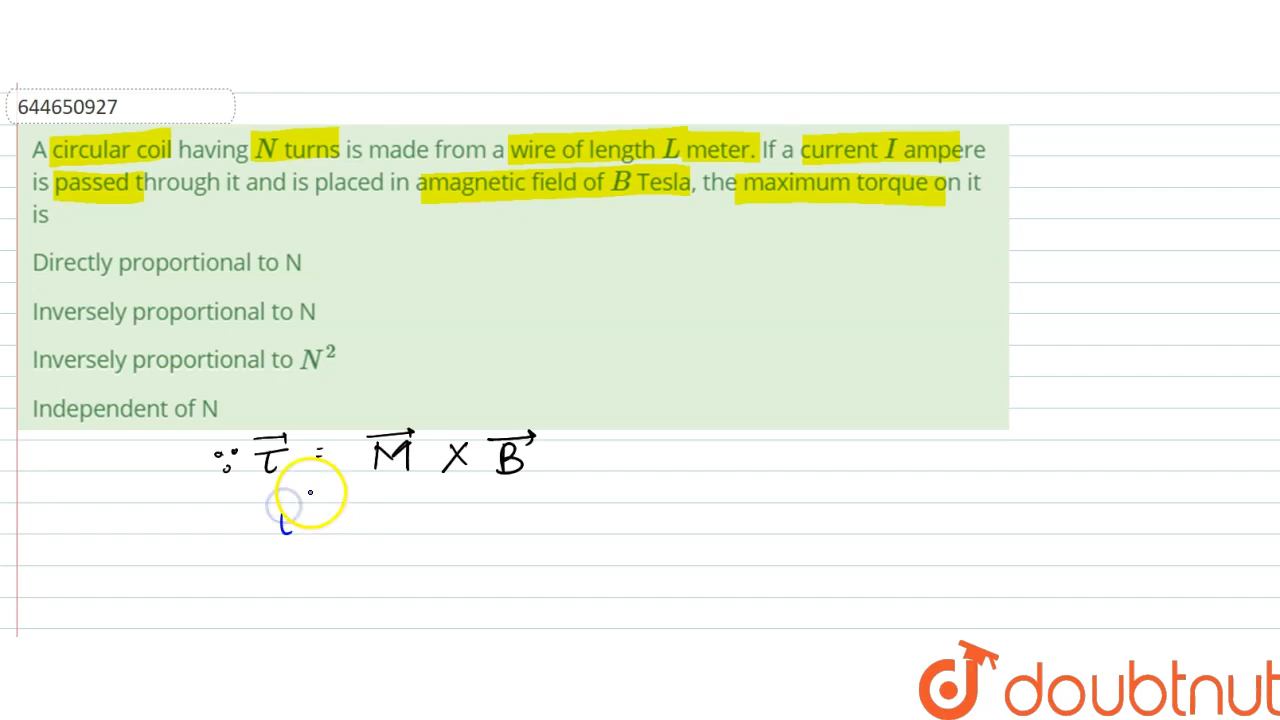 644650927
A circular coil having N turns is made from a wire of length L meter. If a current I ampere
is passed through it and is placed in amagnetic field of B Tesla, the maximum torque on it
is
Directly proportional to N
Inversely proportional to N
Inversely proportional to N²
Independent of N
∵ τ⃗ = M⃗ × B⃗
doubtnut